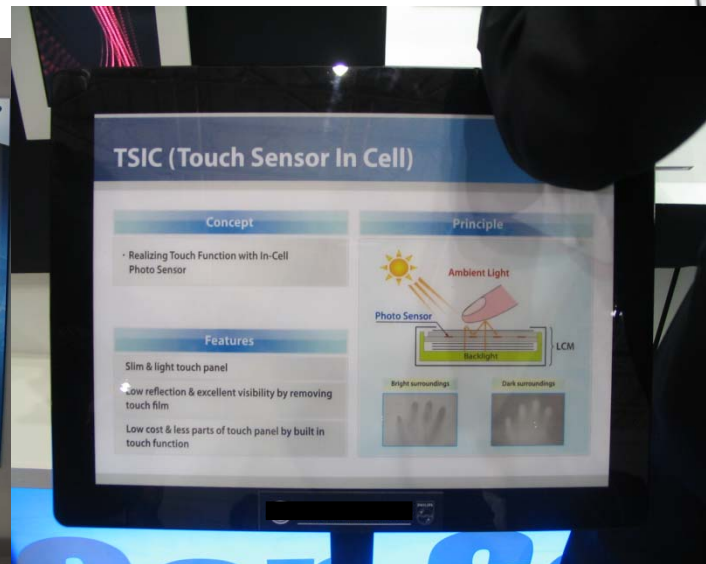 TSIC (Touch Sensor In Cell)
Concept
· Realizing Touch Function with In-Cell
Photo Sensor
Features
Slim & light touch panel
Low reflection & excellent visibility by removing
touch film
Low cost & less parts of touch panel by built in
touch function
Principle
Ambient Light
Photo Sensor
LCM
Backlight
Bright surroundings
Dark surroundings
PHILIPS